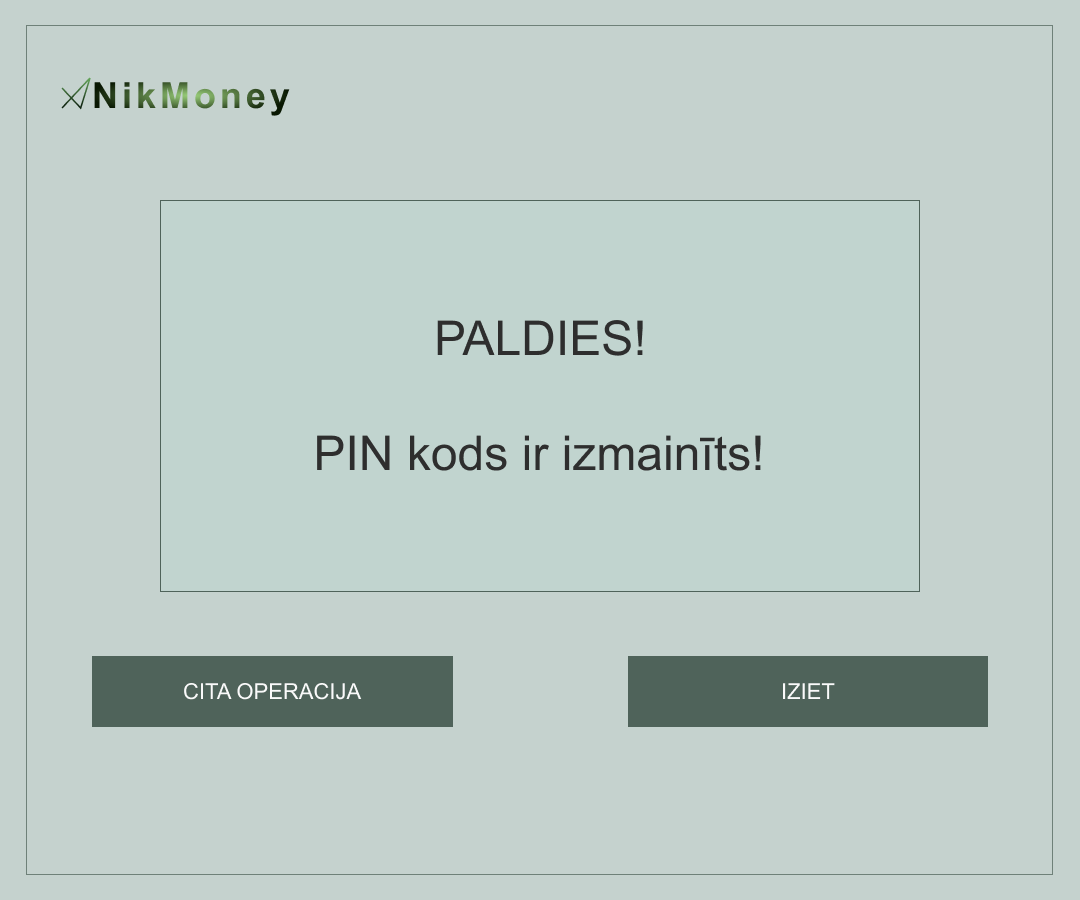 NikMoney
PALDIES!
PIN kods ir izmainīts!
CITA OPERACIJA
IZIET